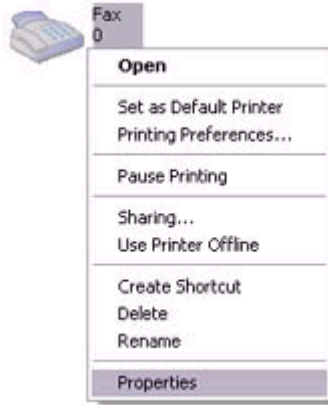 Fax
0
Open
Set as Default Printer
Printing Preferences...
Pause Printing
Sharing...
Use Printer Offline
Create Shortcut
Delete
Rename
Properties